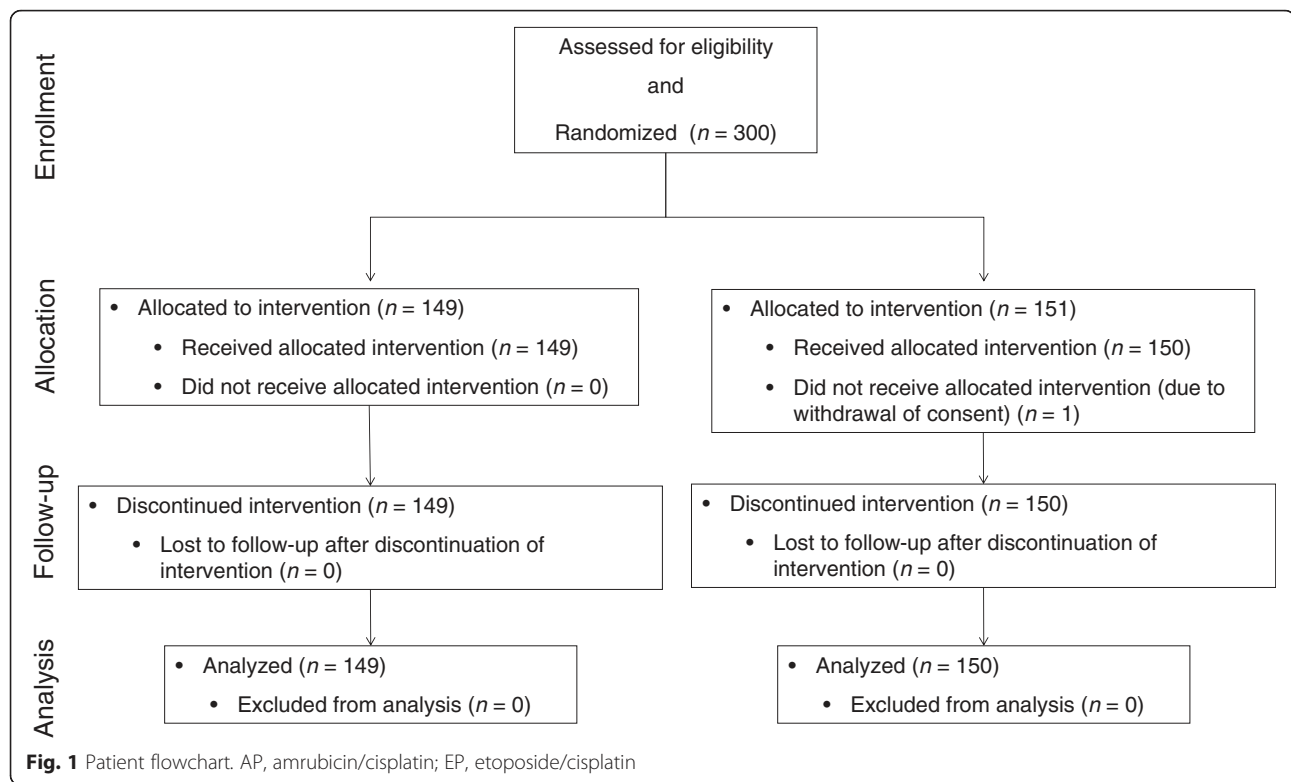 Enrollment
Assessed for eligibility
and
Randomized (n = 300)
Allocation
• Allocated to intervention (n = 149)
• Received allocated intervention (n = 149)
• Did not receive allocated intervention (n = 0)
• Allocated to intervention (n = 151)
• Received allocated intervention (n = 150)
• Did not receive allocated intervention (due to
withdrawal of consent) (n = 1)
Follow-up
• Discontinued intervention (n = 149)
• Lost to follow-up after discontinuation of
intervention (n = 0)
• Discontinued intervention (n = 150)
• Lost to follow-up after discontinuation of
intervention (n = 0)
Analysis
• Analyzed (n = 149)
• Excluded from analysis (n = 0)
• Analyzed (n = 150)
• Excluded from analysis (n = 0)
Fig. 1 Patient flowchart. AP, amrubicin/cisplatin; EP, etoposide/cisplatin